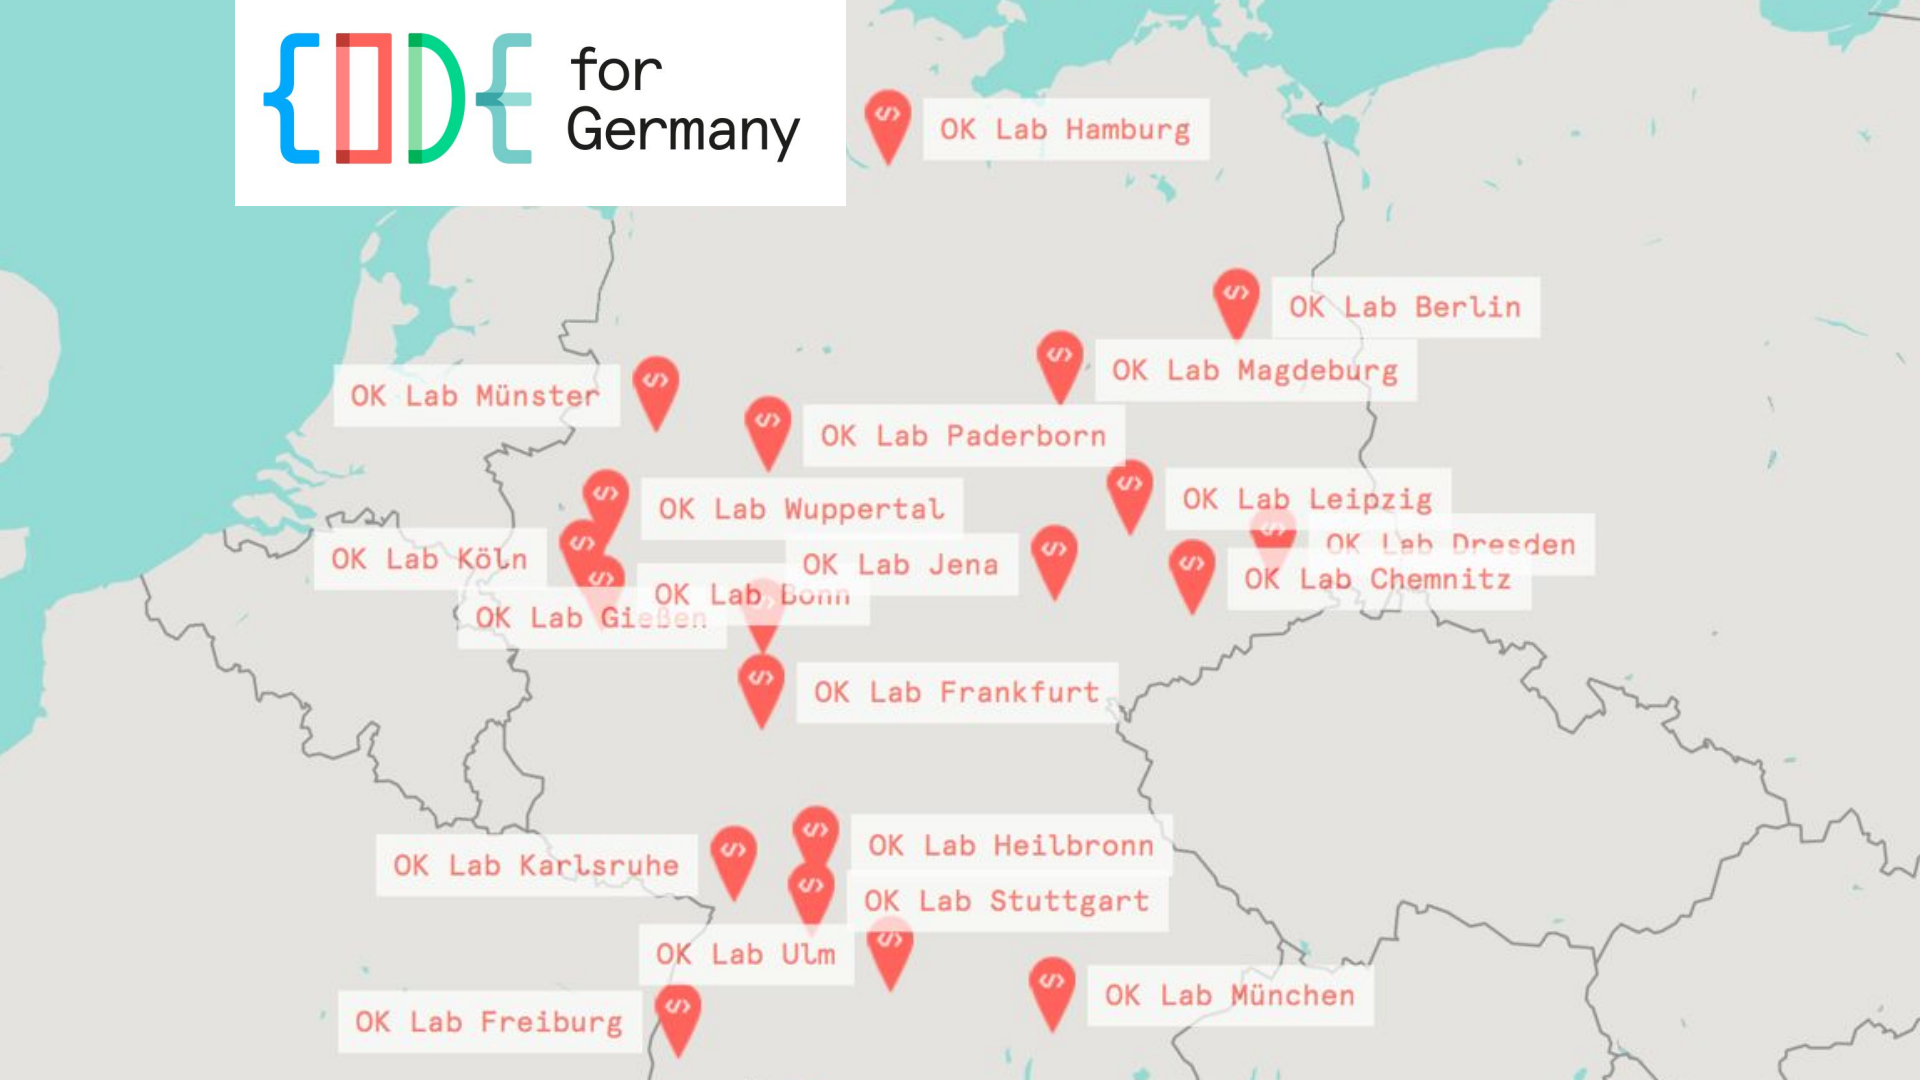 CODE for
Germany
OK Lab Hamburg
OK Lab Berlin
OK Lab Magdeburg
OK Lab Münster
OK Lab Paderborn
OK Lab Leipzig
OK Lab Wuppertal
OK Lab Dresden
OK Lab Köln
OK Lab Jena
OK Lab Chemnitz
OK Lab Bonn
OK Lab Gießen
OK Lab Frankfurt
OK Lab Heilbronn
OK Lab Karlsruhe
OK Lab Stuttgart
OK Lab Ulm
OK Lab München
OK Lab Freiburg